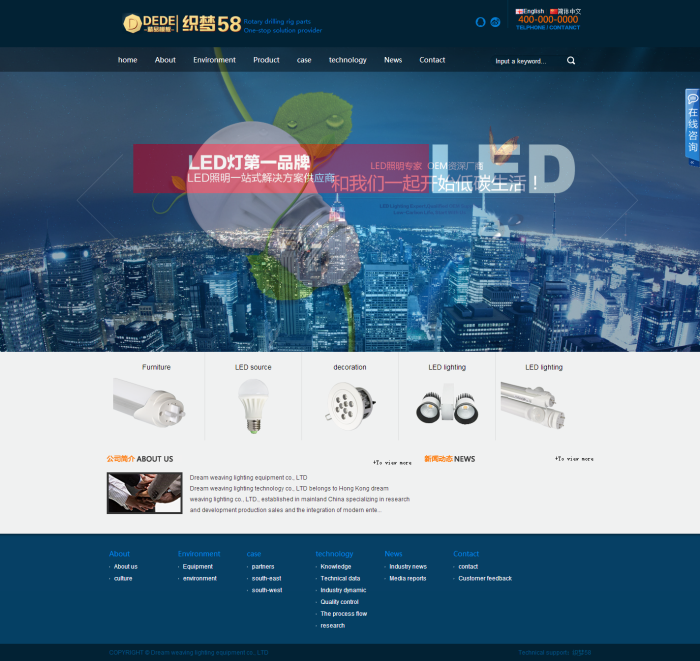 DEDE
织梦58
Rotary drilling rig parts
One-stop solution provider
English 简体中文
400-000-0000
TELPHONE | CONTANCT
home About Environment Product case technology News Contact
Input a keyword...
在线咨询
LED灯第一品牌
LED照明一站式解决方案供应商
LED照明专家 OEM资深厂商
LED
和我们一起开始低碳生活！
Furniture LED source decoration LED lighting LED lighting
公司简介 ABOUT US
+To view more
新闻动态 NEWS
+To view more
Dream weaving lighting equipment co., LTD
Dream weaving lighting technology co., LTD belongs to Hong Kong dream
weaving lighting co., LTD., established in mainland China specializing in research
and development production sales and the integration of modern ente...
About Environment case technology News Contact
About us Equipment partners Knowledge Industry news contact
culture environment south-east Technical data Media reports Customer feedback
south-west Industry dynamic
Quality control
The process flow
research
COPYRIGHT © Dream weaving lighting equipment co., LTD
Technical support: